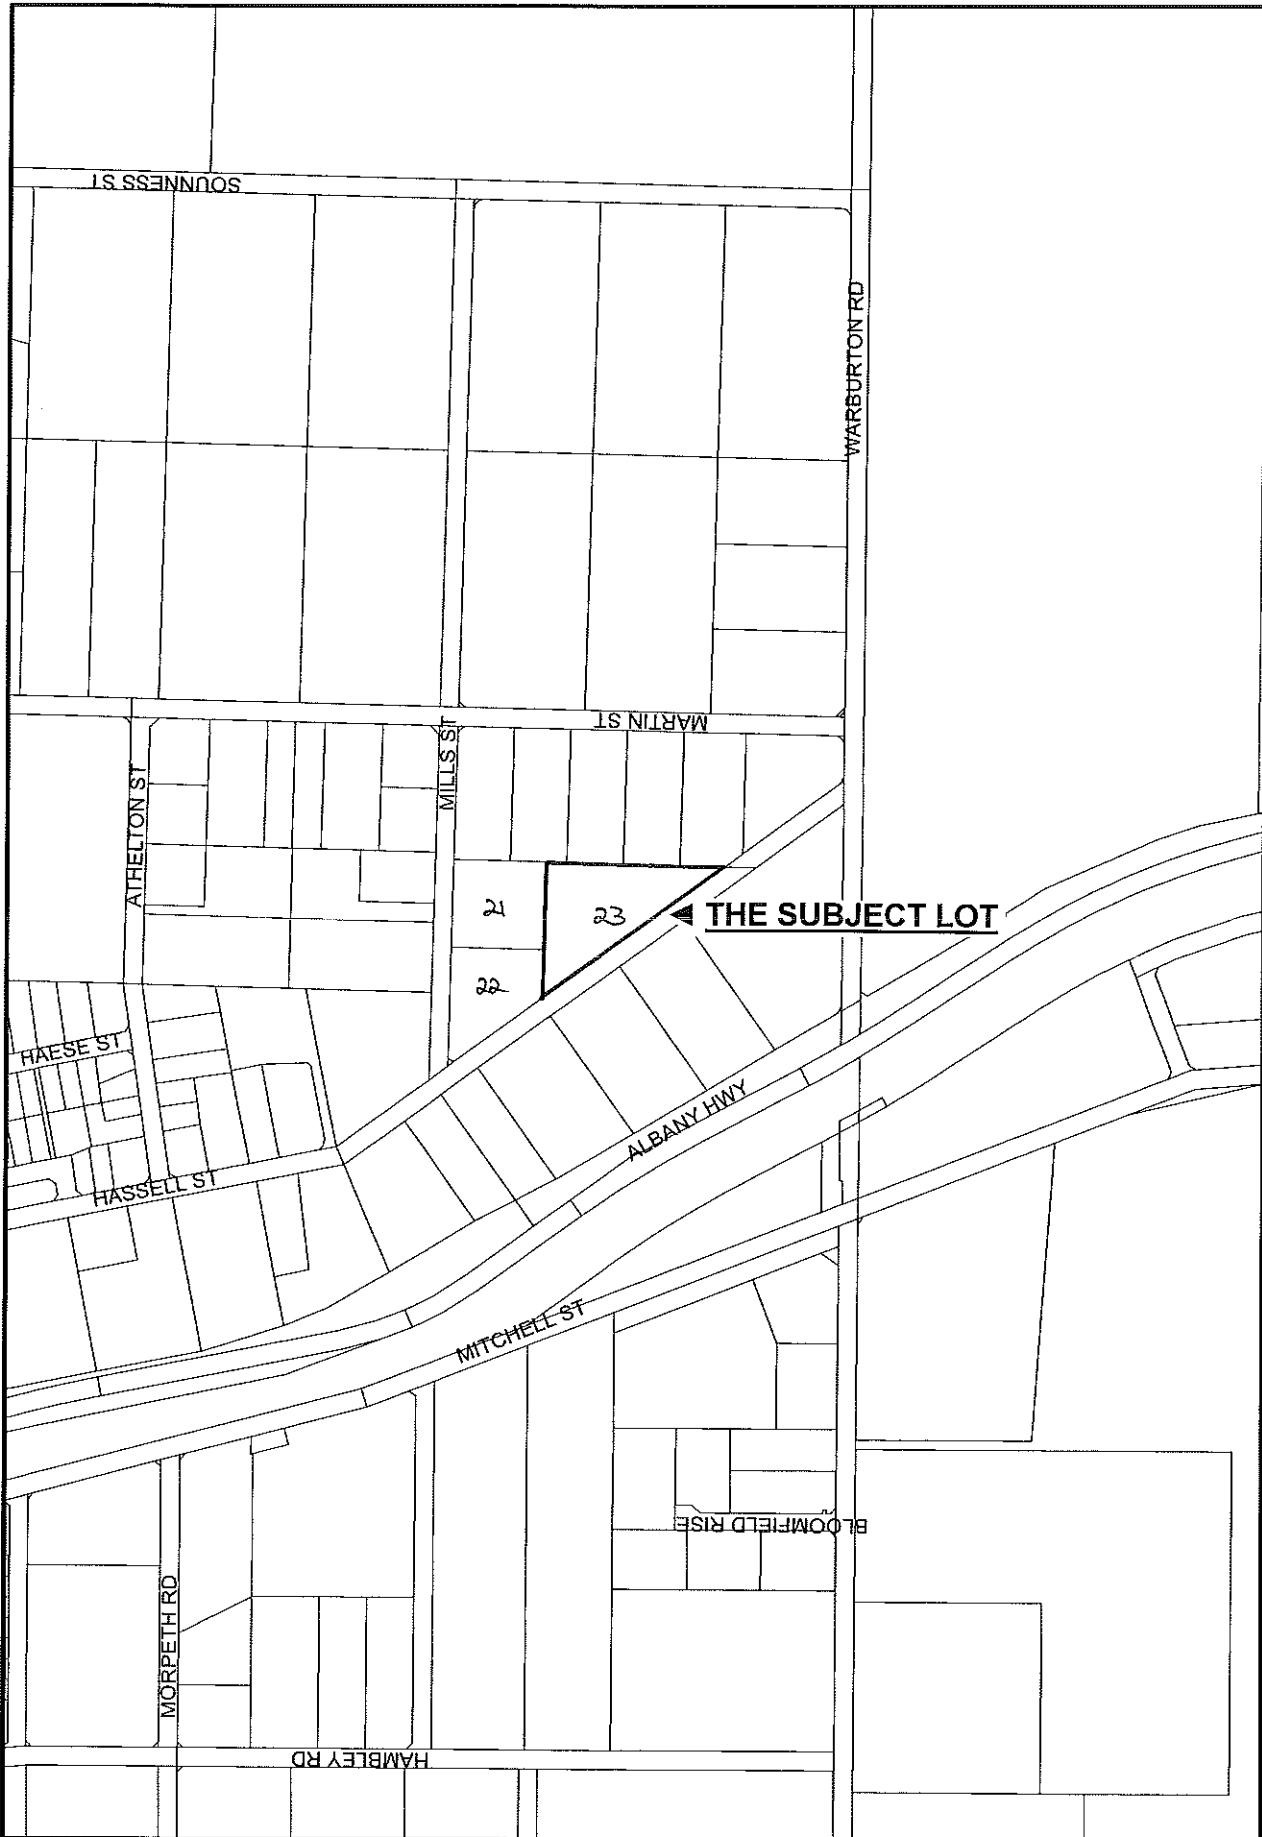 SOUNNESS ST
WARBURTON RD
MARTIN ST
MILLS ST
ATHELTON ST
21
23
THE SUBJECT LOT
22
HAESE ST
ALBANY HWY
HASSELL ST
MITCHELL ST
BLOOMFIELD RISE
MORPETH RD
HAMBLEY RD